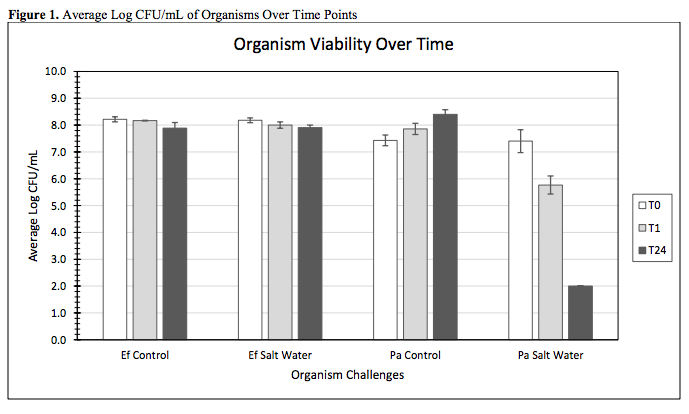 Figure 1. Average Log CFU/mL of Organisms Over Time Points
Organism Viability Over Time
10.0
9.0
8.0
7.0
6.0
5.0
4.0
3.0
2.0
1.0
0.0
Average Log CFU/mL
Ef Control
Ef Salt Water
Pa Control
Pa Salt Water
Organism Challenges
T0
T1
T24